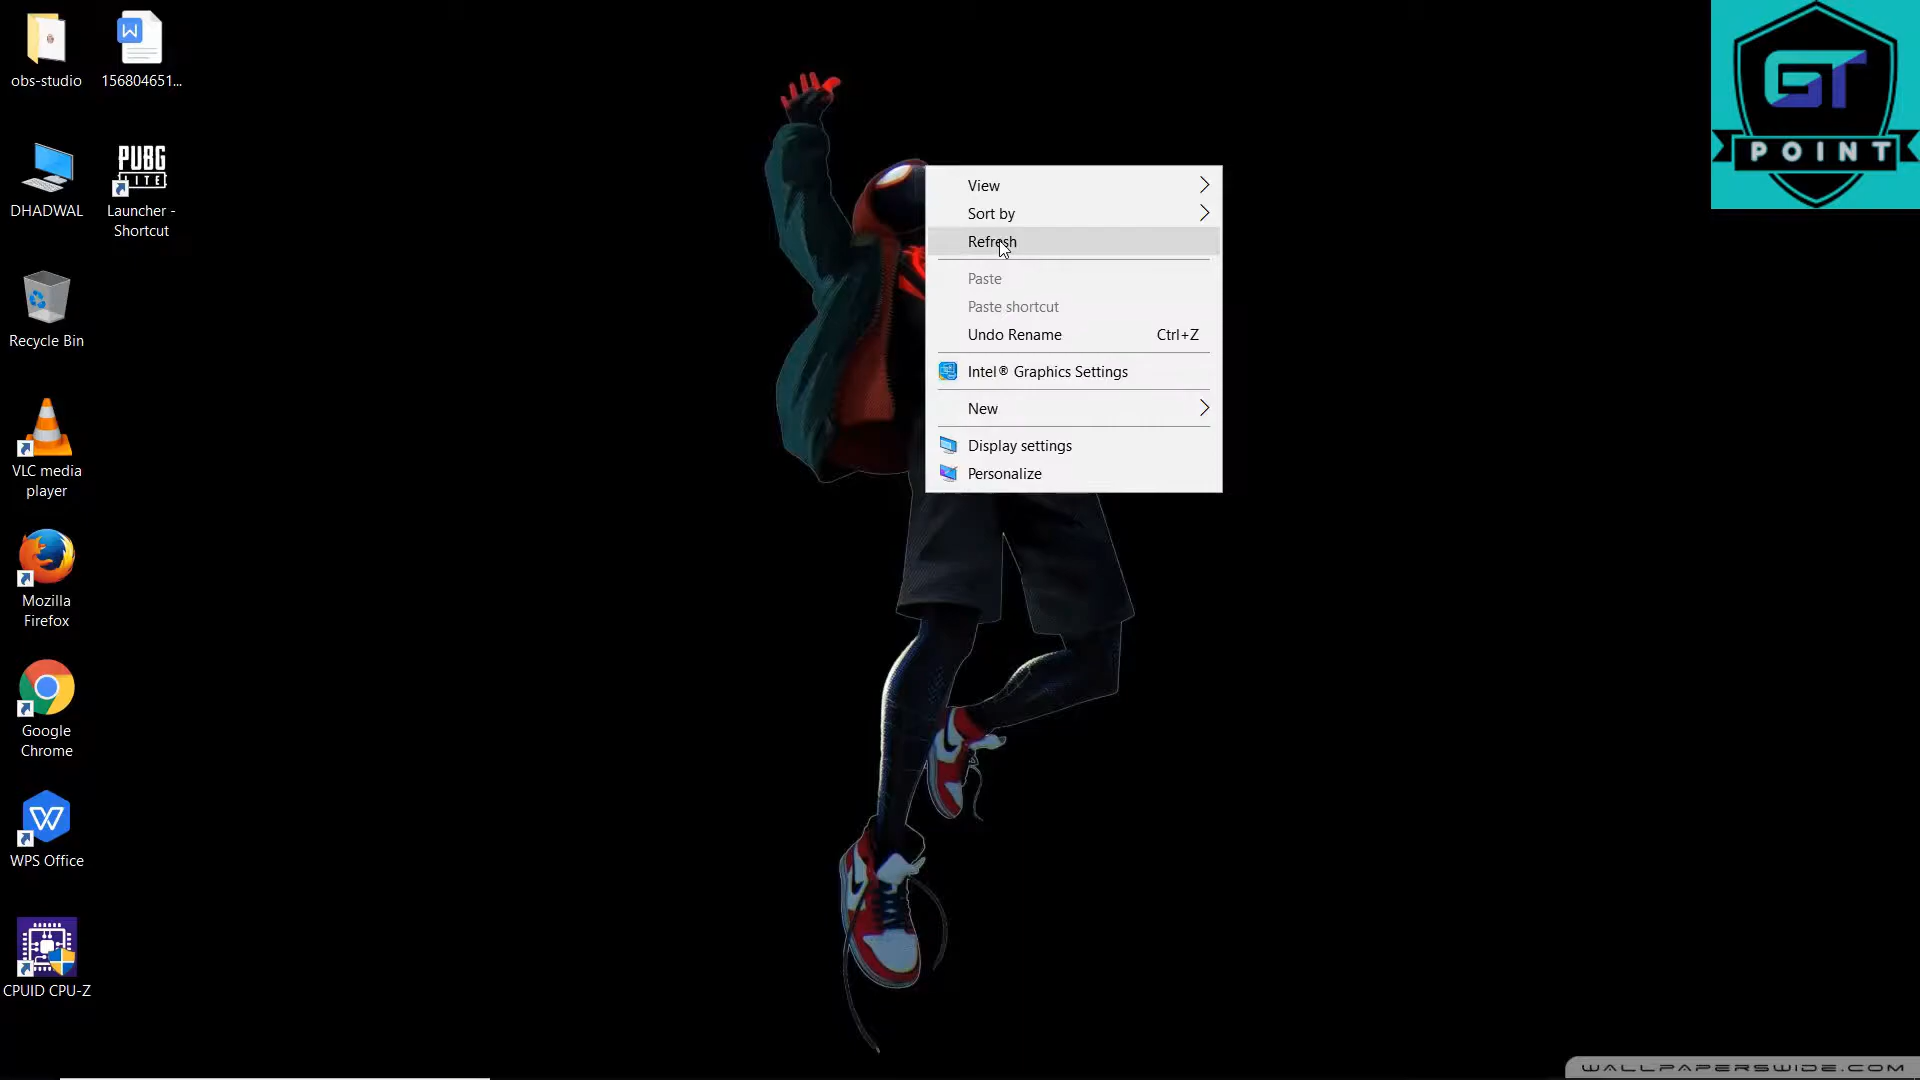 obs-studio
156804651...
DHADWAL
PUBG
LITE
Launcher -
Shortcut
Recycle Bin
VLC media
player
Mozilla
Firefox
Google
Chrome
WPS Office
CPUID CPU-Z
View
Sort by
Refresh
Paste
Paste shortcut
Undo Rename Ctrl+Z
Intel® Graphics Settings
New
Display settings
Personalize
GT
POINT
WALLPAPERSWIDE.COM